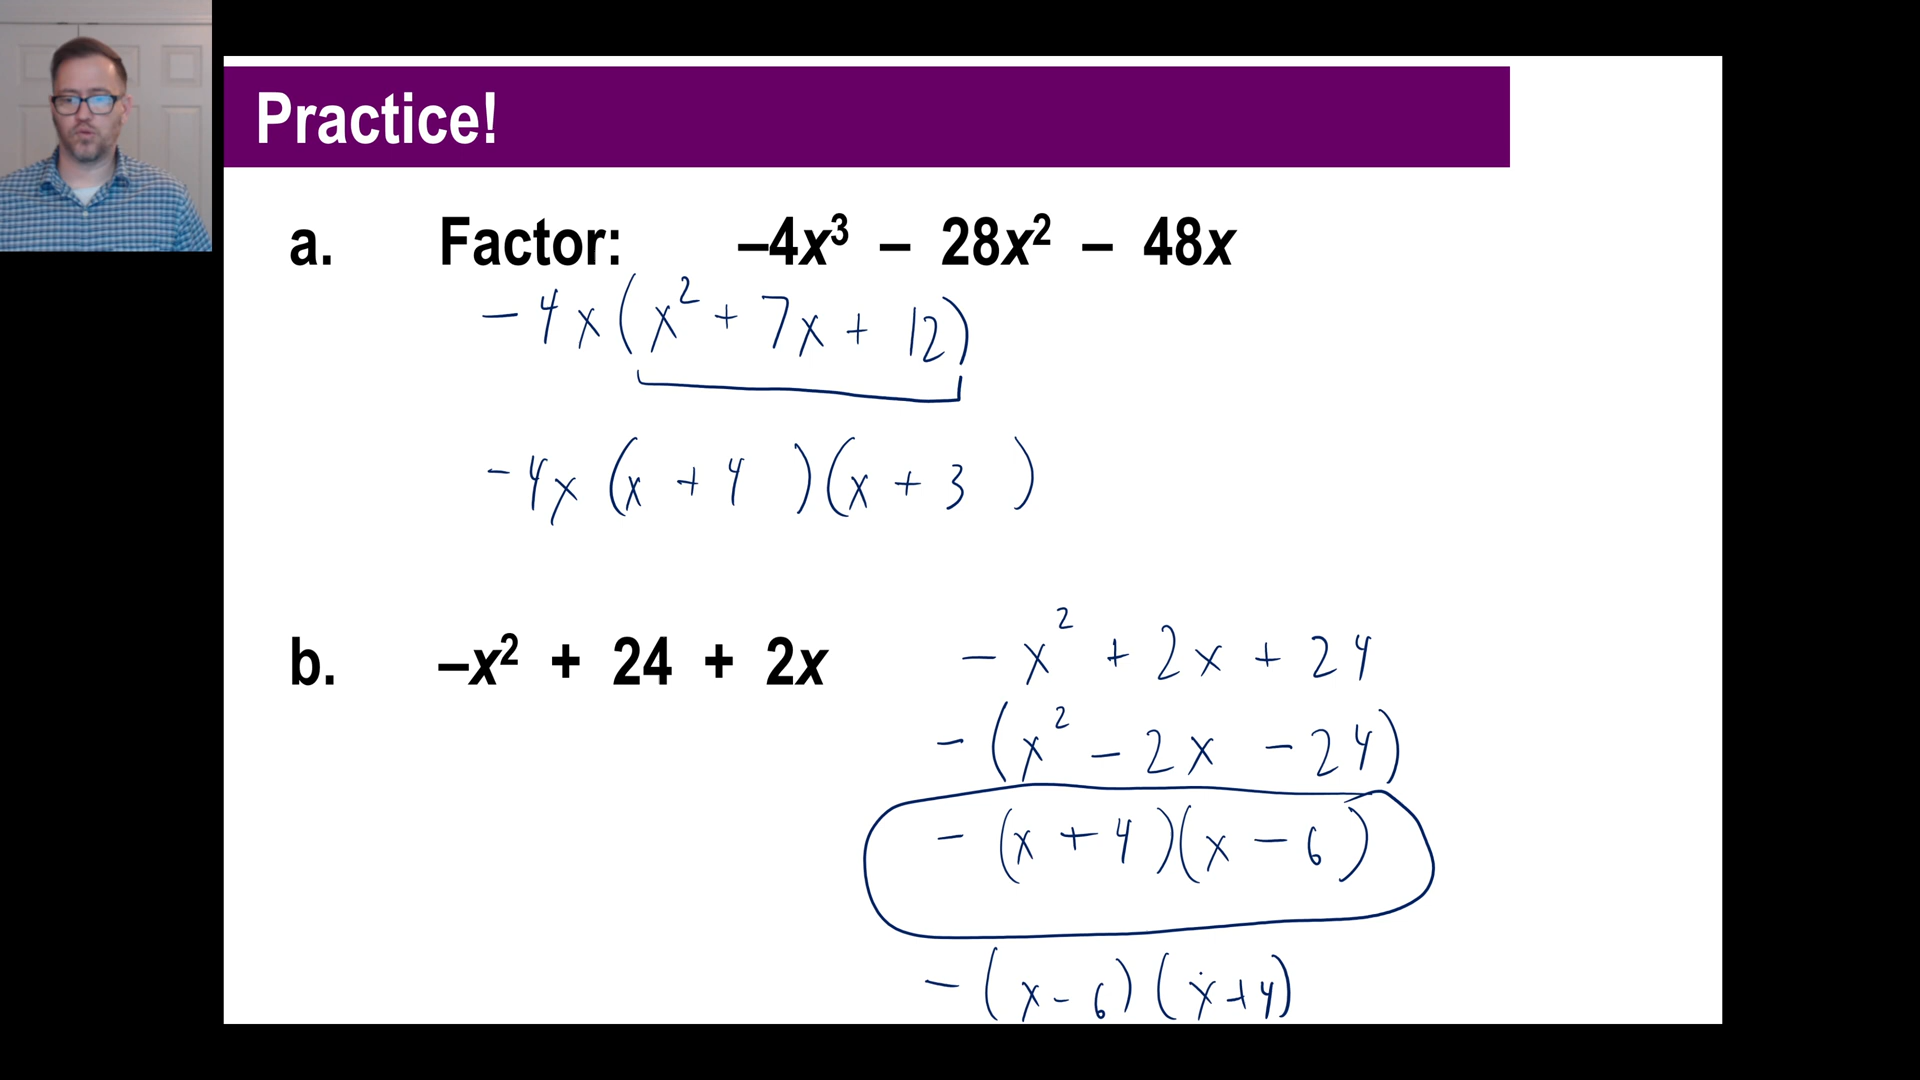 Practice!
a. Factor: –4x³ – 28x² – 48x
-4x(x² + 7x + 12)
-4x (x + 4 )(x + 3 )
b. –x² + 24 + 2x
- x² + 2x + 24
- (x² - 2x - 24)
- (x + 4)(x - 6)
- (x - 6)(x + 4)